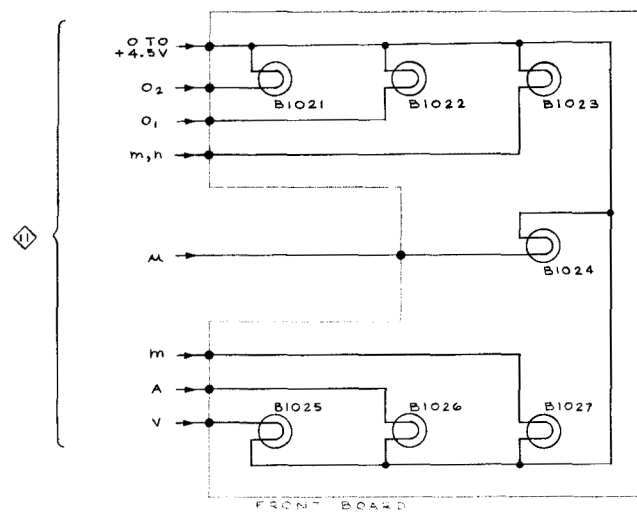 0 TO
+4.5V
O2
O1
m,n
B1021
B1022
B1023
11
μ
B1024
m
A
V
B1025
B1026
B1027
FRONT BOARD